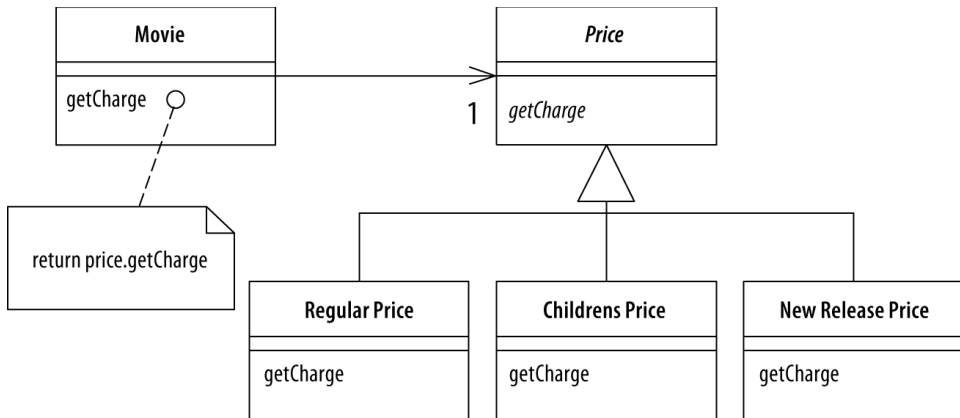 Movie
getCharge
Price
1
getCharge
return price.getCharge
Regular Price
getCharge
Childrens Price
getCharge
New Release Price
getCharge